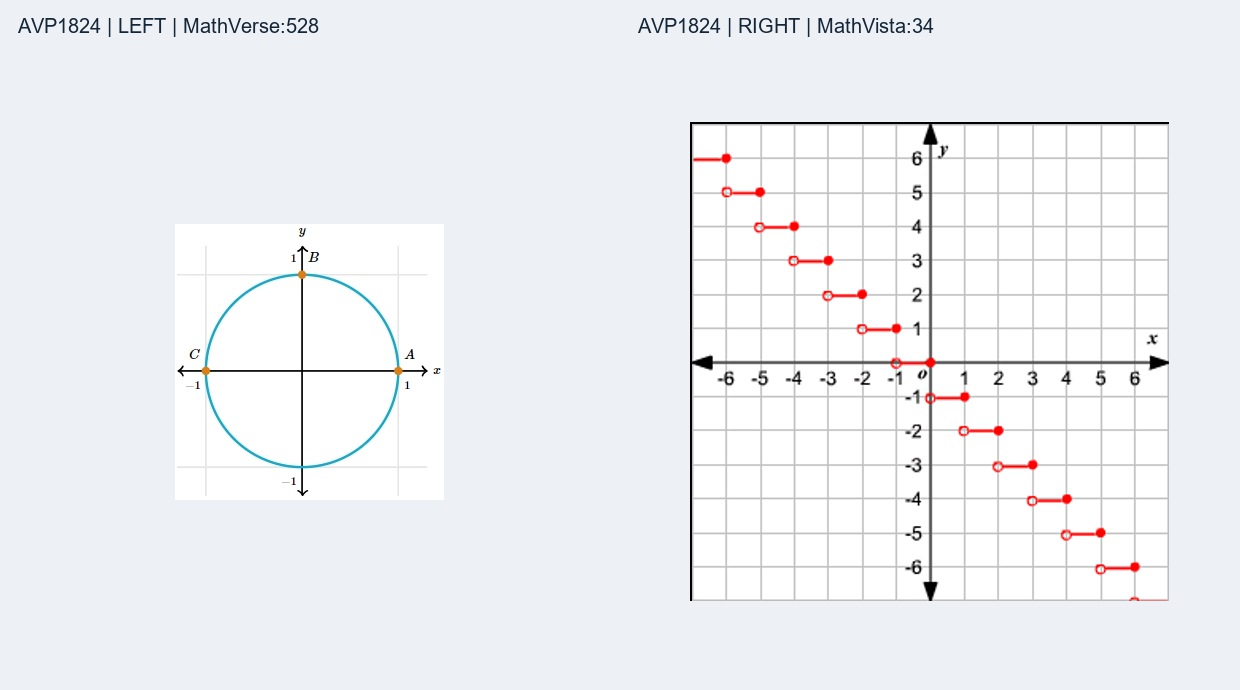 AVP1824 | LEFT | MathVerse:528
AVP1824 | RIGHT | MathVista:34
y
1 B
C A
x
−1 1
−1
y
6
5
4
3
2
1
x
-6 -5 -4 -3 -2 -1 o 1 2 3 4 5 6
-1
-2
-3
-4
-5
-6